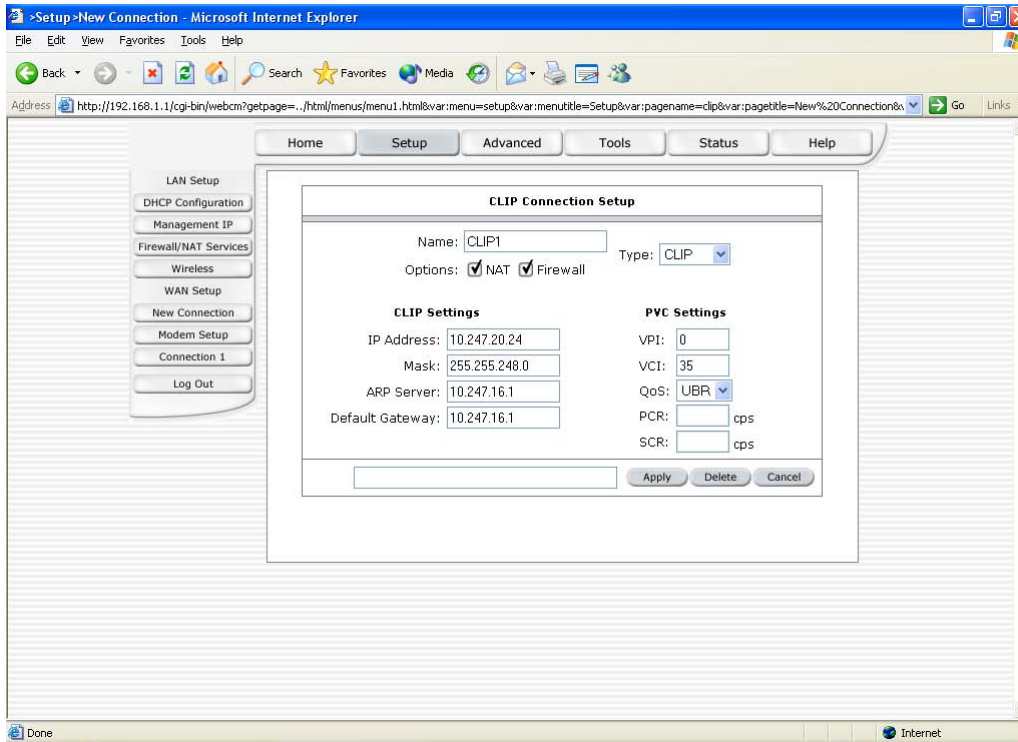 >Setup>New Connection - Microsoft Internet Explorer
File Edit View Favorites Tools Help
Back Search Favorites Media
Address http://192.168.1.1/cgi-bin/webcm?getpage=../html/menus/menu1.html&var:menu=setup&var:menutitle=Setup&var:pagename=clip&var:pagetitle=New%20Connection&v Go Links
Home Setup Advanced Tools Status Help
LAN Setup
DHCP Configuration
Management IP
Firewall/NAT Services
Wireless
WAN Setup
New Connection
Modem Setup
Connection 1
Log Out
CLIP Connection Setup
Name: CLIP1
Type: CLIP
Options: NAT Firewall
CLIP Settings
IP Address: 10.247.20.24
Mask: 255.255.248.0
ARP Server: 10.247.16.1
Default Gateway: 10.247.16.1
PVC Settings
VPI: 0
VCI: 35
QoS: UBR
PCR: cps
SCR: cps
Apply Delete Cancel
Done Internet